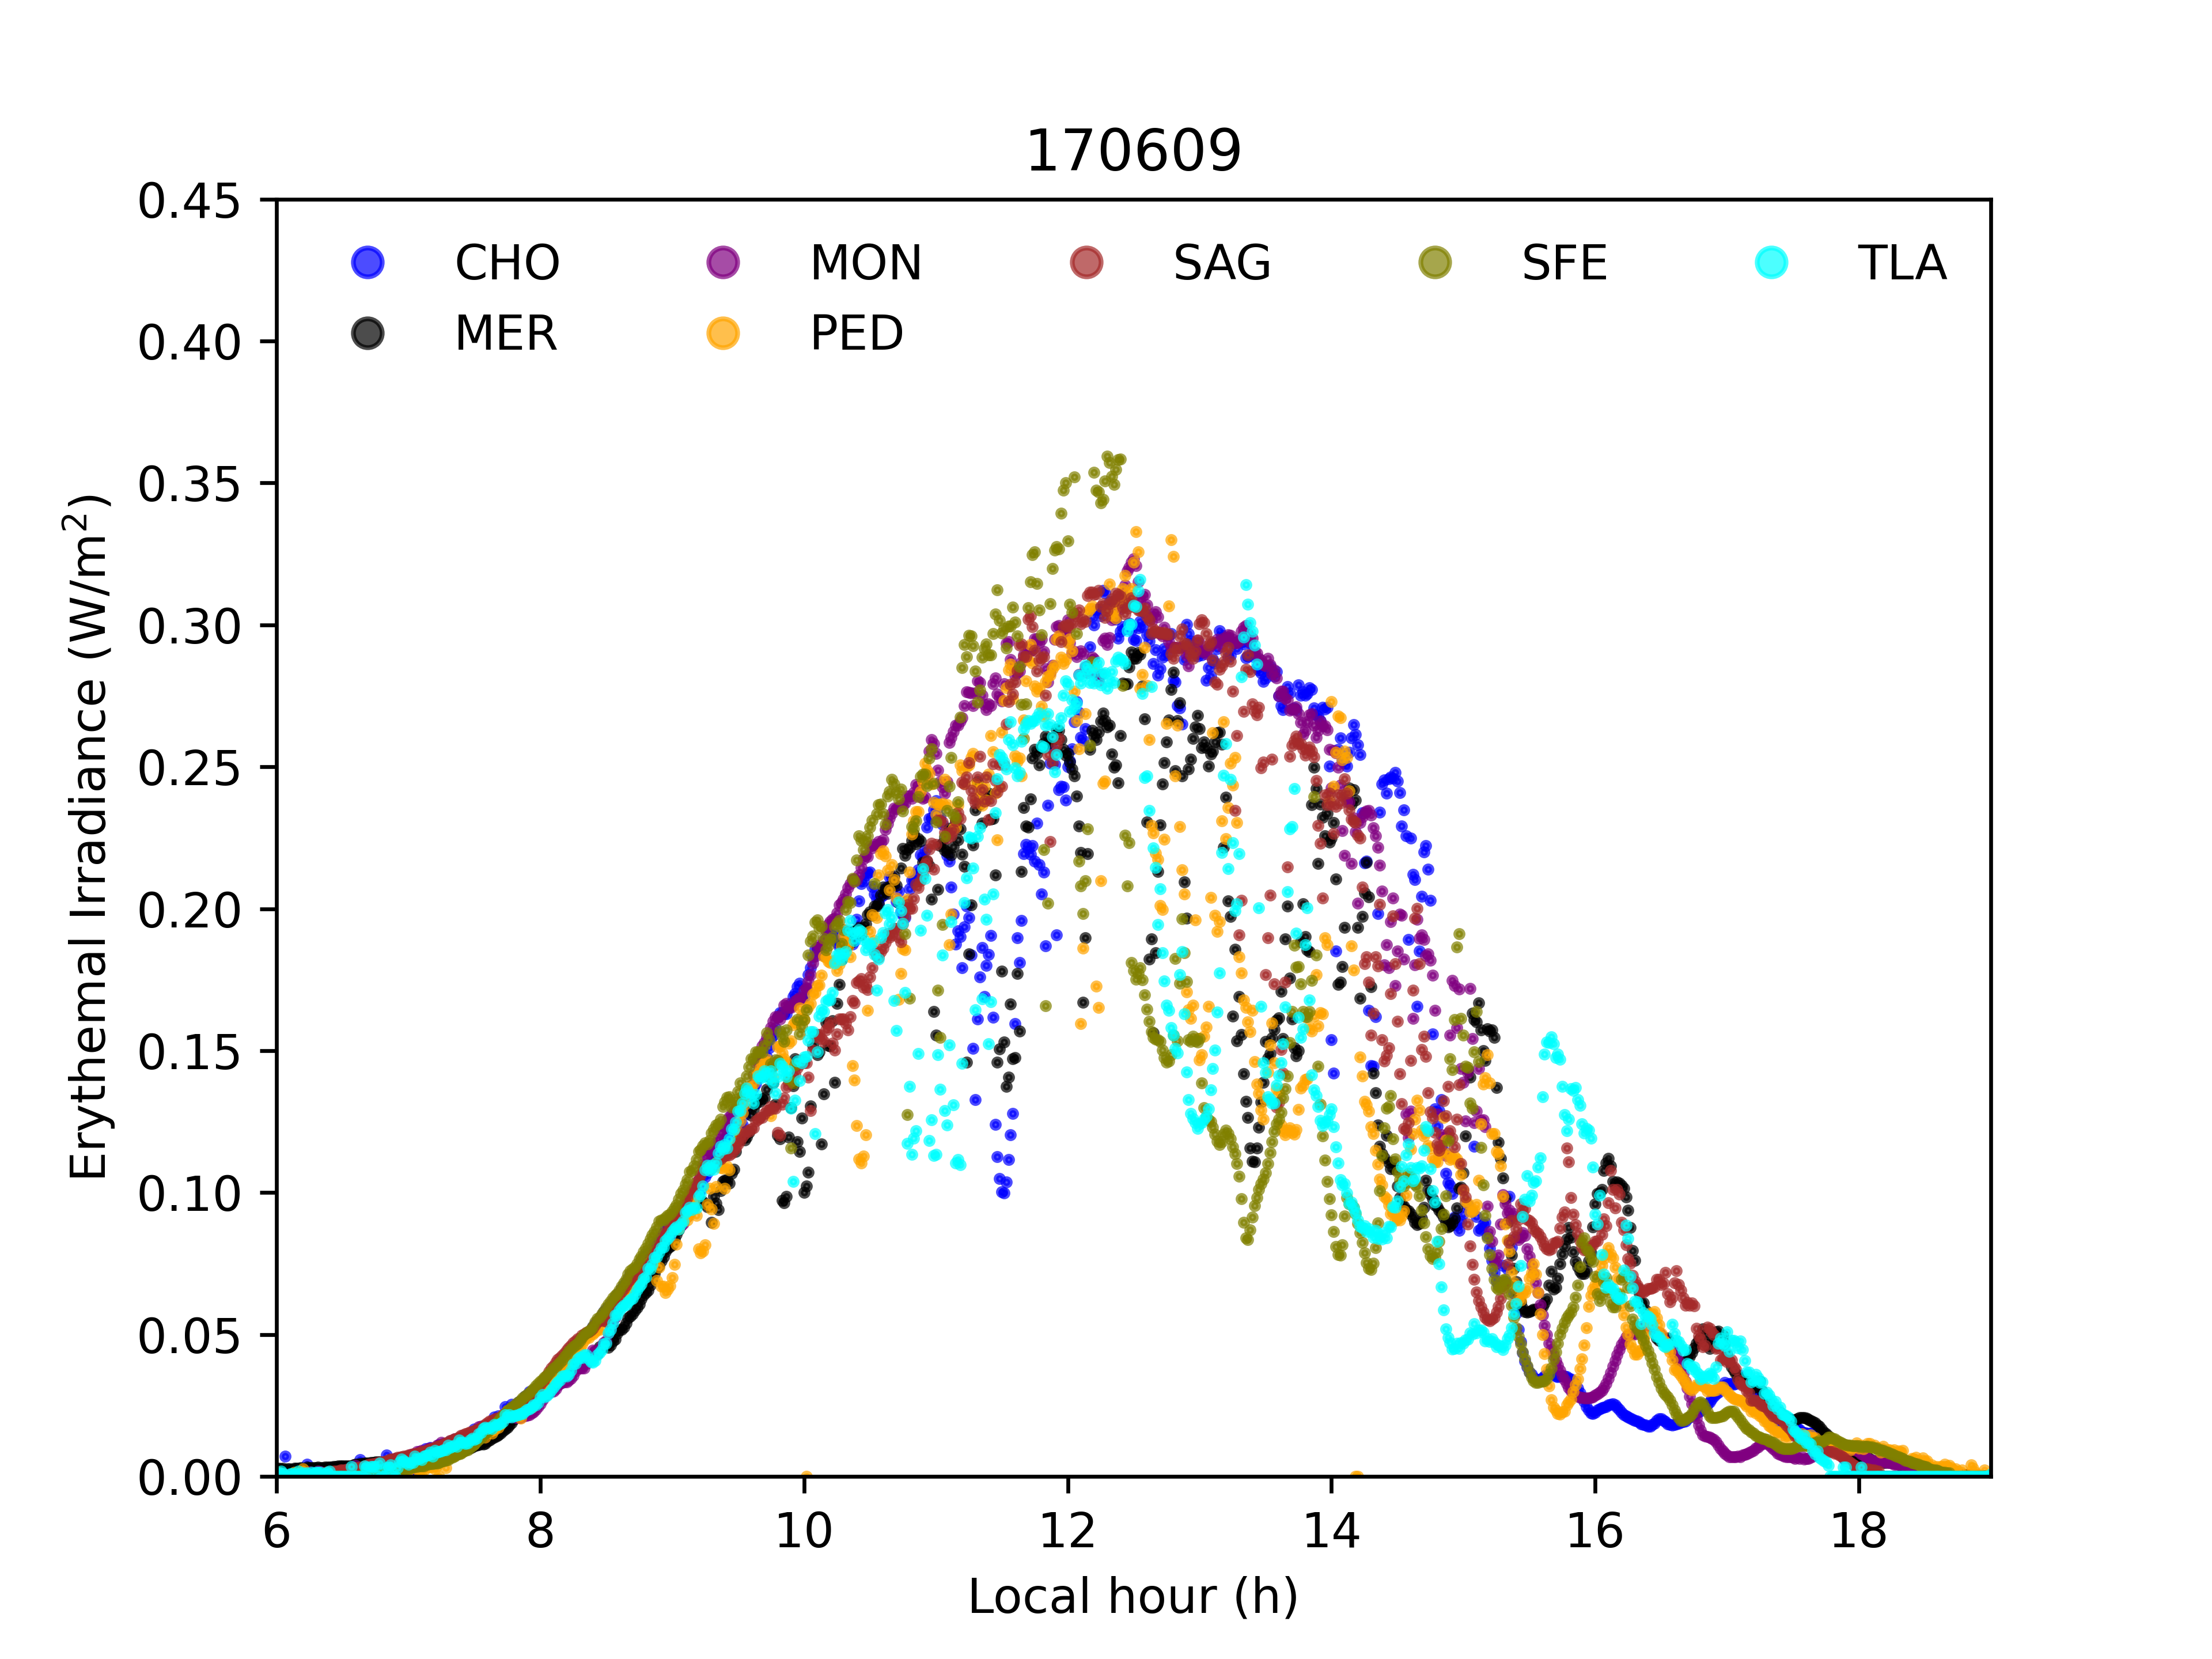 170609
0.45
CHO MON SAG SFE TLA
MER PED
0.40
0.35
0.30
0.25
0.20
0.15
0.10
0.05
0.00
Erythemal Irradiance (W/m²)
6 8 10 12 14 16 18
Local hour (h)